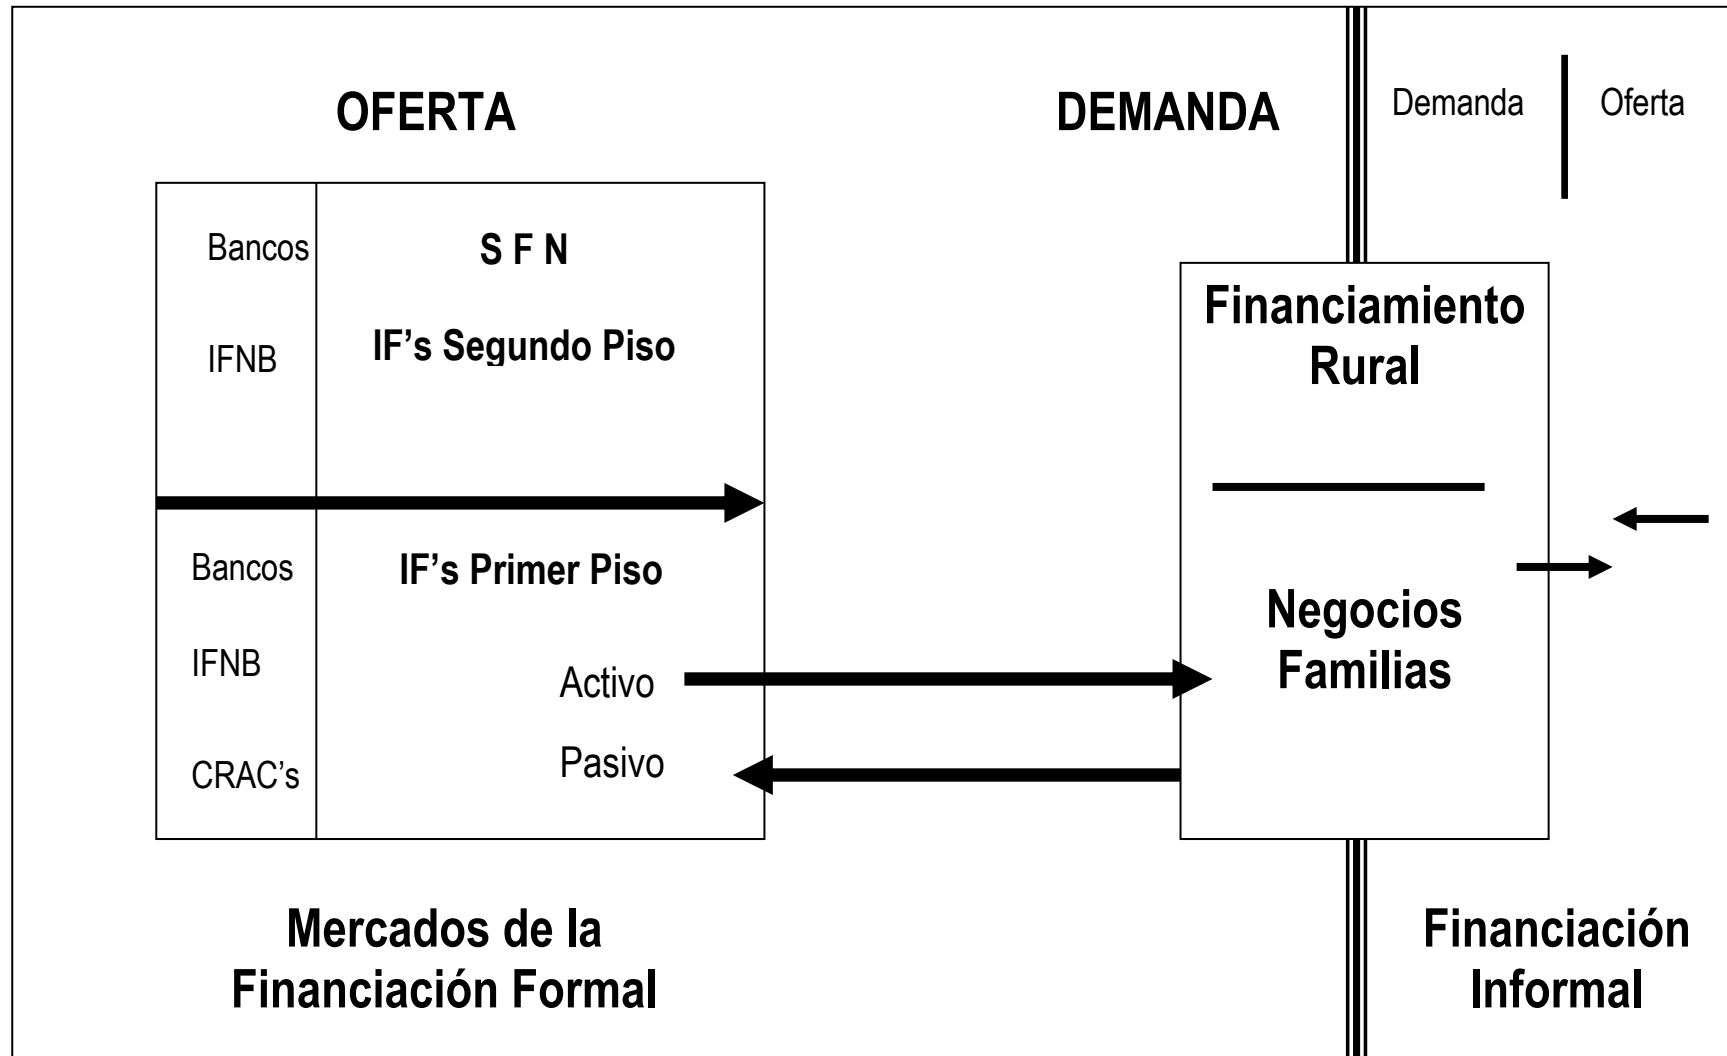 OFERTA
DEMANDA
Demanda
Oferta
Bancos
S F N
IFNB
IF’s Segundo Piso
Financiamiento
Rural
Bancos
IF’s Primer Piso
IFNB
Activo
CRAC’s
Pasivo
Negocios
Familias
Mercados de la
Financiación Formal
Financiación
Informal